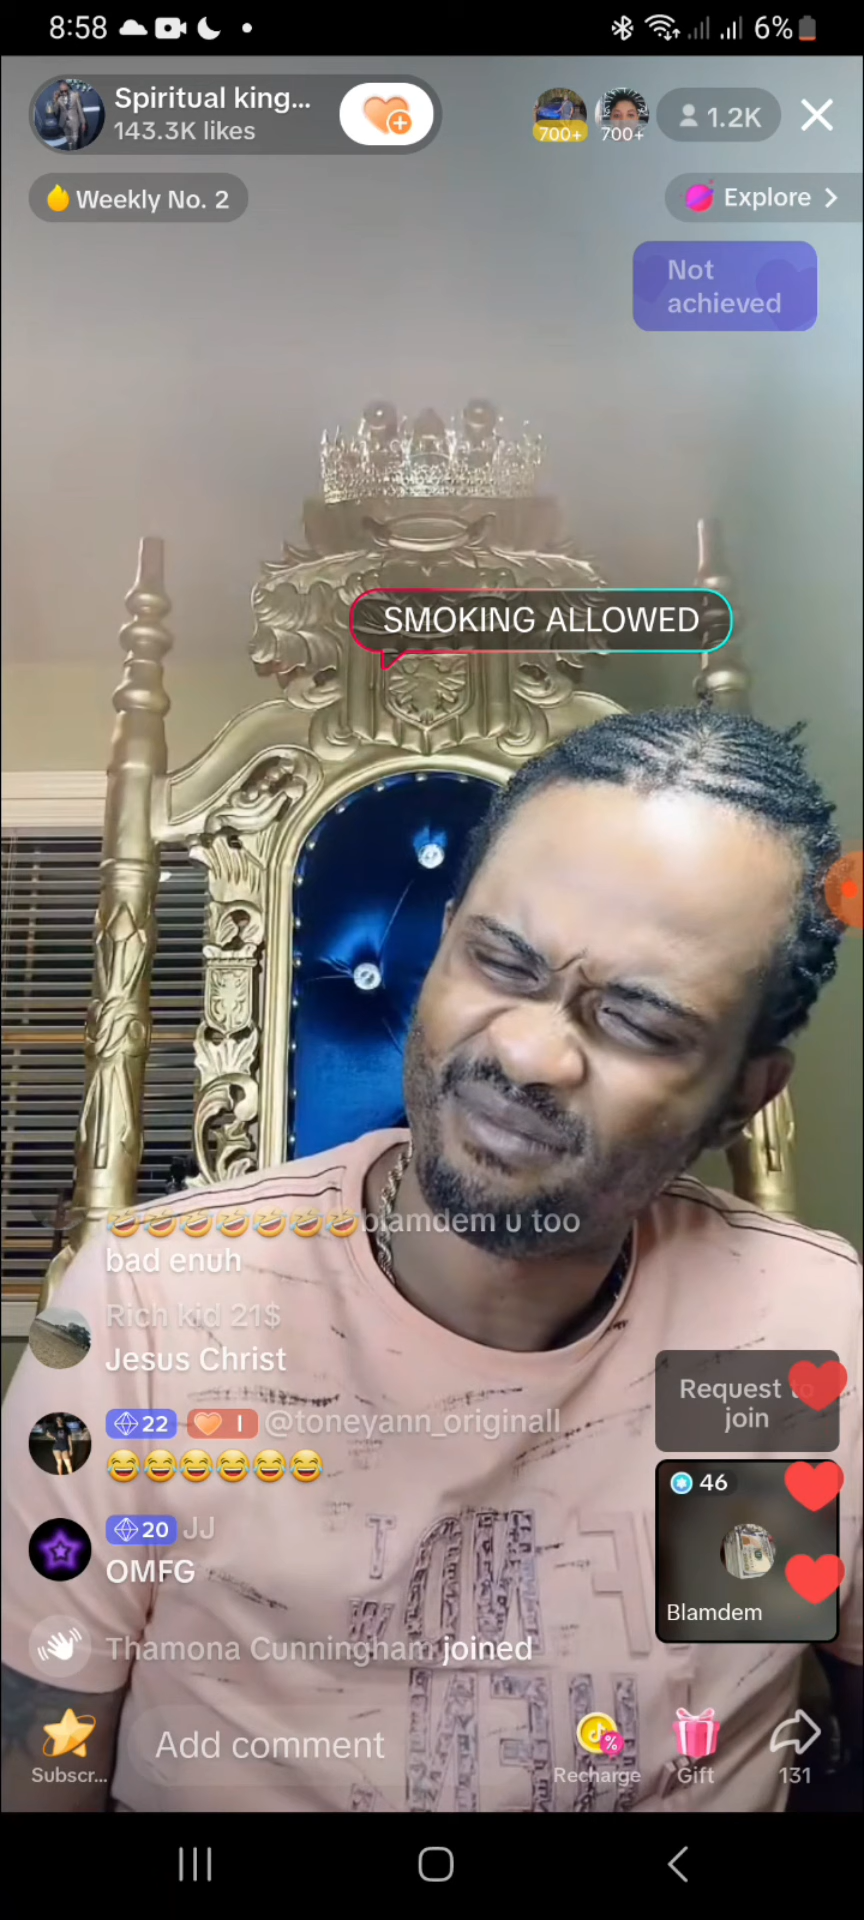 8:58
6%
Spiritual king...
143.3K likes
700+
700+
1.2K
Weekly No. 2
Explore
Not
achieved
SMOKING ALLOWED
🤣🤣🤣🤣🤣🤣🤣blamdem u too
bad enuh
Rich kid 21$
Jesus Christ
22 I @toneyann_originall
😂😂😂😂😂😂
20 JJ
OMFG
Thamona Cunningham joined
Request to
join
46
Blamdem
Add comment
Subscr...
Recharge
Gift
131